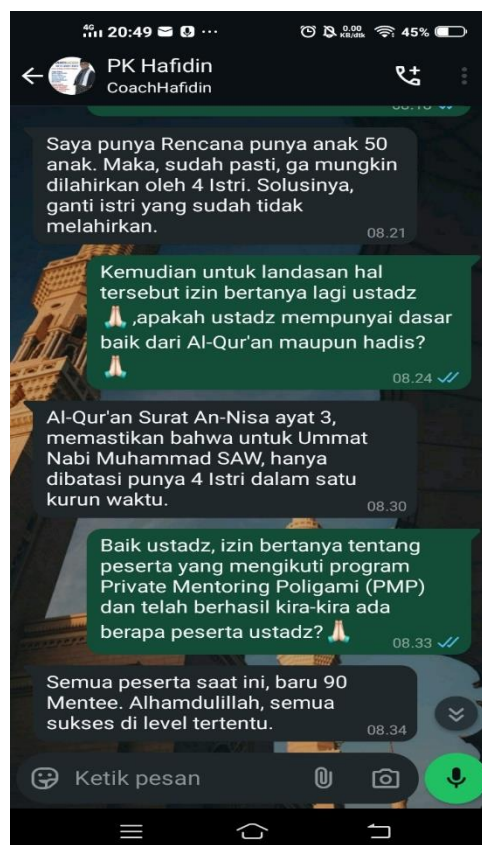 4G 20:49 ...
0.00 KB/dtk 45%
PK Hafidin
CoachHafidin
Saya punya Rencana punya anak 50
anak. Maka, sudah pasti, ga mungkin
dilahirkan oleh 4 Istri. Solusinya,
ganti istri yang sudah tidak
melahirkan.
08.21
Kemudian untuk landasan hal
tersebut izin bertanya lagi ustadz
🙏🏻 ,apakah ustadz mempunyai dasar
baik dari Al-Qur'an maupun hadis?
🙏🏻
08.24
Al-Qur'an Surat An-Nisa ayat 3,
memastikan bahwa untuk Ummat
Nabi Muhammad SAW, hanya
dibatasi punya 4 Istri dalam satu
kurun waktu.
08.30
Baik ustadz, izin bertanya tentang
peserta yang mengikuti program
Private Mentoring Poligami (PMP)
dan telah berhasil kira-kira ada
berapa peserta ustadz? 🙏🏻
08.33
Semua peserta saat ini, baru 90
Mentee. Alhamdulillah, semua
sukses di level tertentu.
08.34
Ketik pesan